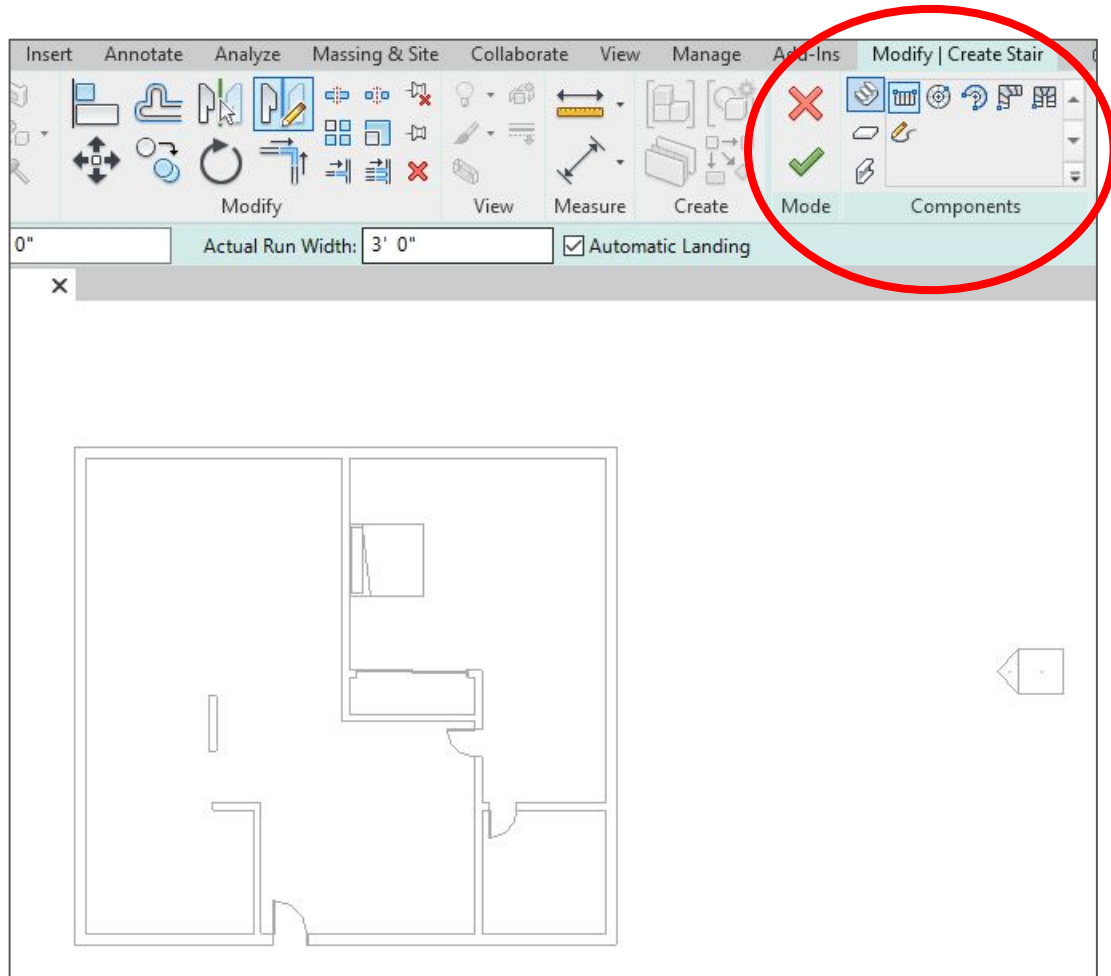 Insert Annotate Analyze Massing & Site Collaborate View Manage Add-Ins Modify | Create Stair
Modify View Measure Create Mode Components
0" Actual Run Width: 3' 0" Automatic Landing